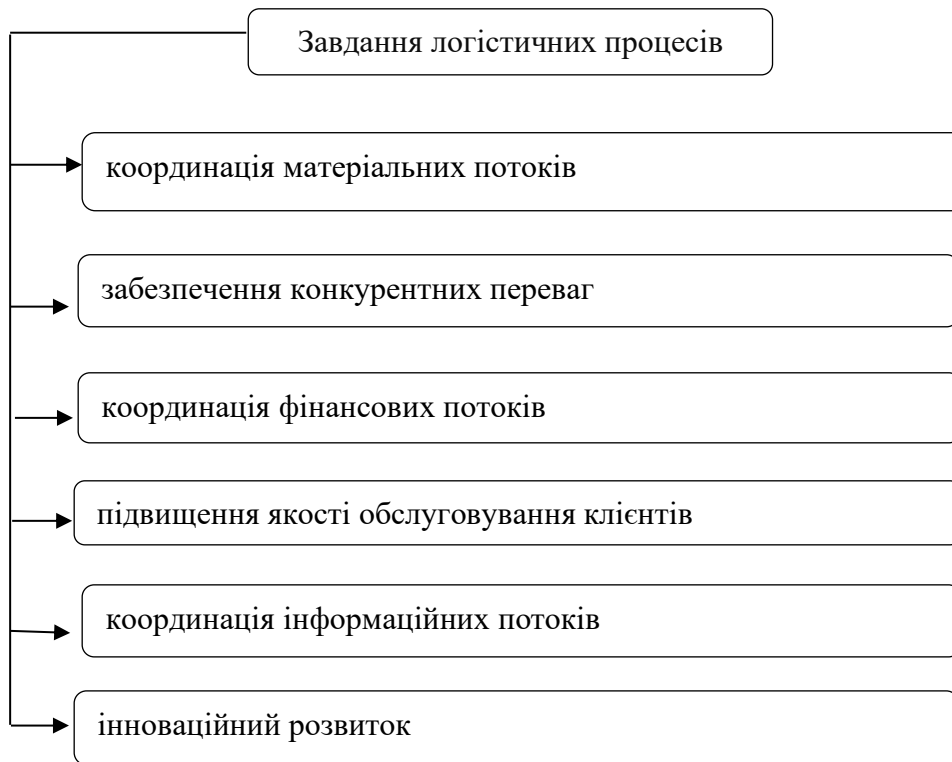 Завдання логістичних процесів
координація матеріальних потоків
забезпечення конкурентних переваг
координація фінансових потоків
підвищення якості обслуговування клієнтів
координація інформаційних потоків
інноваційний розвиток